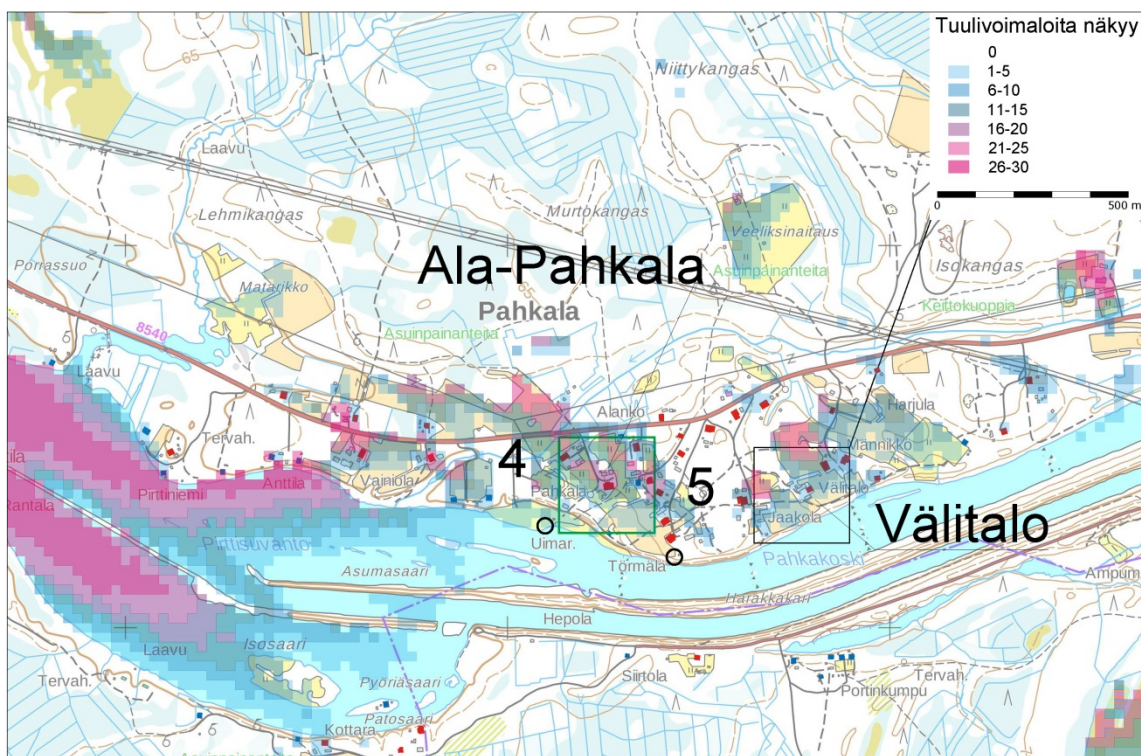 Tuulivoimaloita näkyy
0
1-5
6-10
11-15
16-20
21-25
26-30
0
500 m
65
Niittykangas
Laavu
Lehmikangas
Murtokangas
Veeliksinaitaus
Isokangas
Ala-Pahkala
Asuinpainanteita
Porrassuo
Matarikko
Pahkala
Keittokuoppia
65
8540
Asuinpainanteita
Laavu
Alanko
Harjula
Tervah.
Männikkö
4
5
Pirttiniemi
Anttila
Vainiola
Pahkala
Välitalo
Rantala
Jaakola
Välitalo
Pirttisuvanto
Uimar.
Asumasaari
Törmälä
Pahkakoski
Harakkakari
Ampum
Hepola
Laavu
Isosaari
Tervah.
Pyöriäsaari
Siirtola
Tervah.
Portinkumpu
Patosaari
Kottara